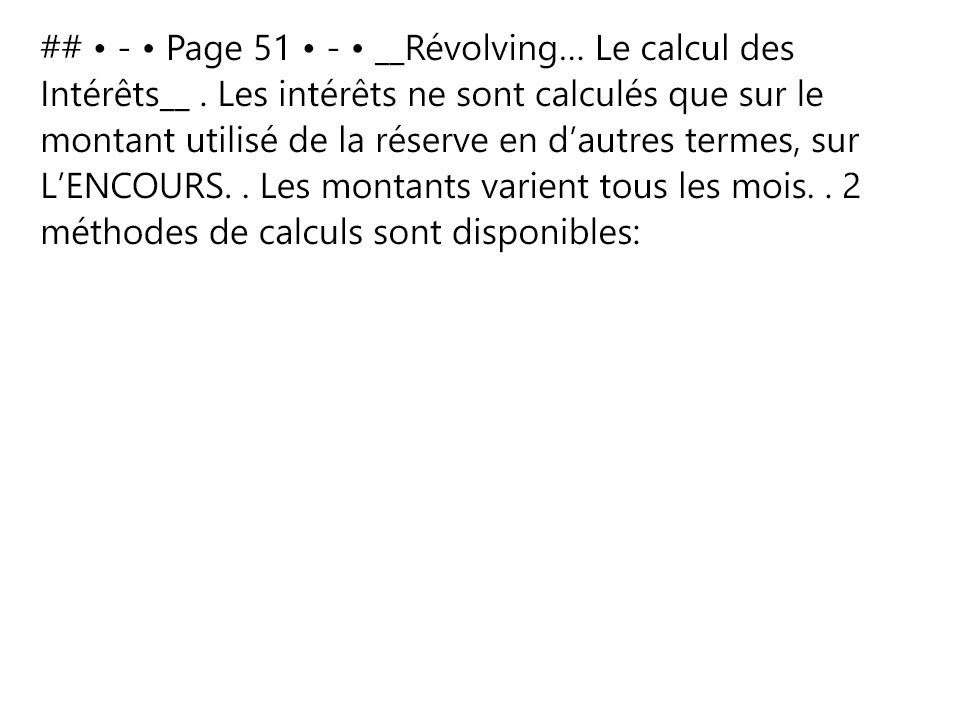 ## • - • Page 51 • - • __Révolving… Le calcul des
Intérêts__ . Les intérêts ne sont calculés que sur le
montant utilisé de la réserve en d’autres termes, sur
L’ENCOURS. . Les montants varient tous les mois. . 2
méthodes de calculs sont disponibles: